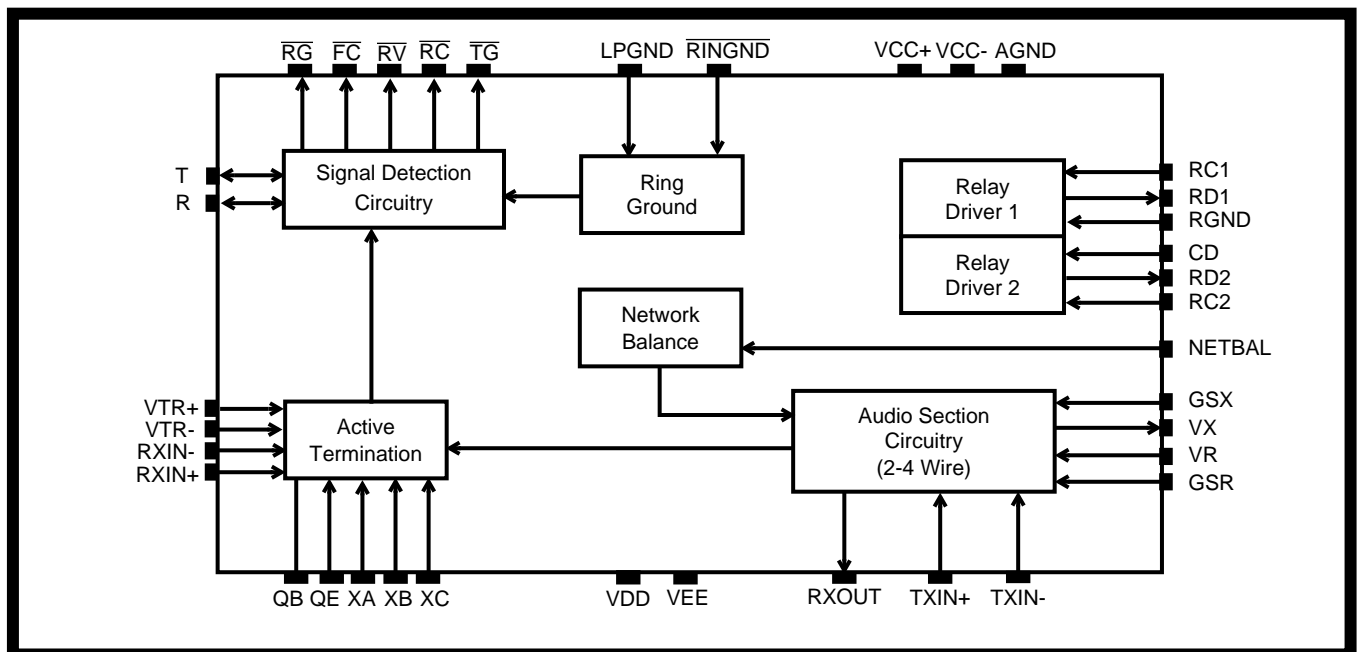 RG FC RV RC TG LPGND RINGND VCC+ VCC- AGND
T
R
Signal Detection
Circuitry
Ring
Ground
Relay
Driver 1
Relay
Driver 2
RC1
RD1
RGND
CD
RD2
RC2
Network
Balance
NETBAL
VTR+
VTR-
RXIN-
RXIN+
Active
Termination
Audio Section
Circuitry
(2-4 Wire)
GSX
VX
VR
GSR
QB QE XA XB XC VDD VEE RXOUT TXIN+ TXIN-